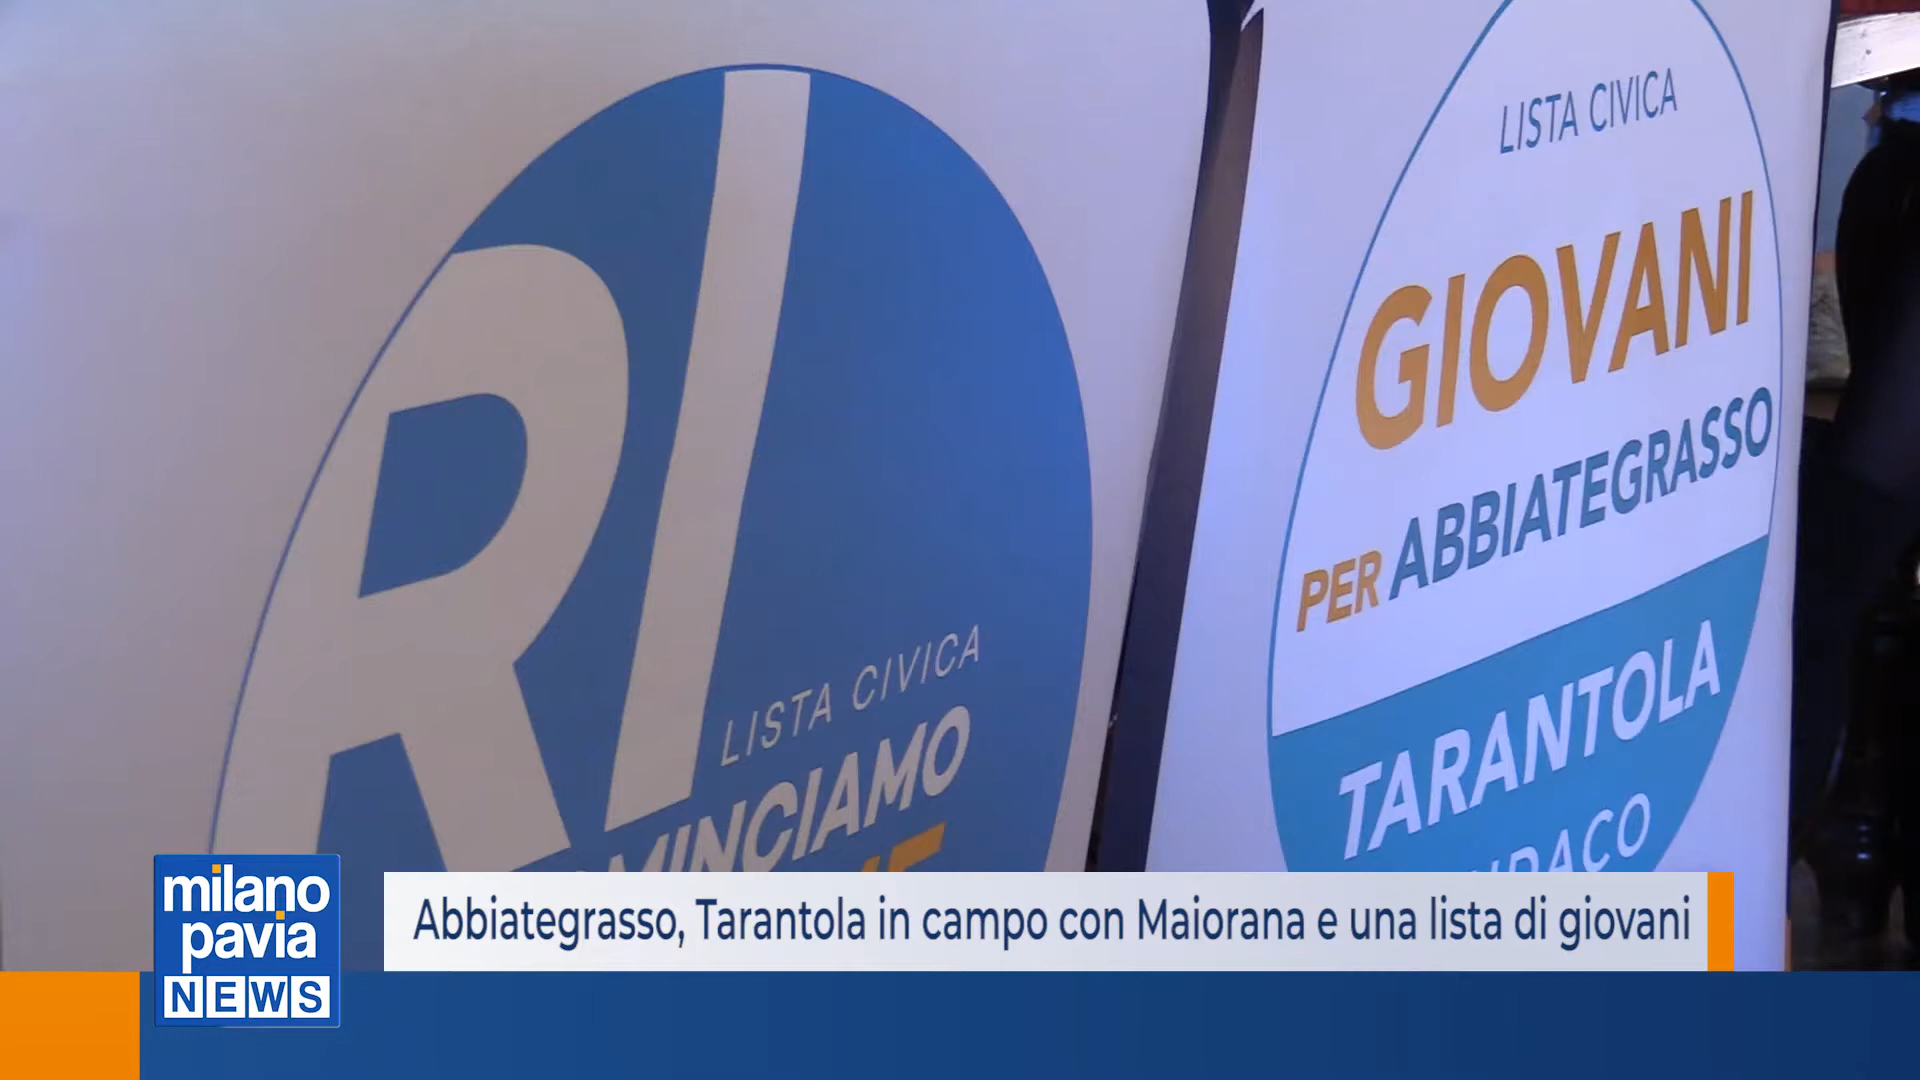 RI
LISTA CIVICA
LISTA CIVICA
GIOVANI
PER ABBIATEGRASSO
TARANTOLA
milano
pavia
NEWS
Abbiategrasso, Tarantola in campo con Maiorana e una lista di giovani